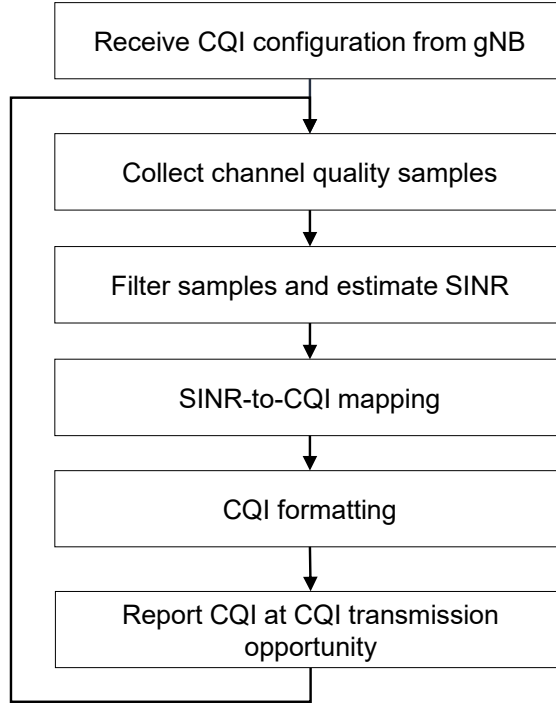 Receive CQI configuration from gNB
Collect channel quality samples
Filter samples and estimate SINR
SINR-to-CQI mapping
CQI formatting
Report CQI at CQI transmission
opportunity